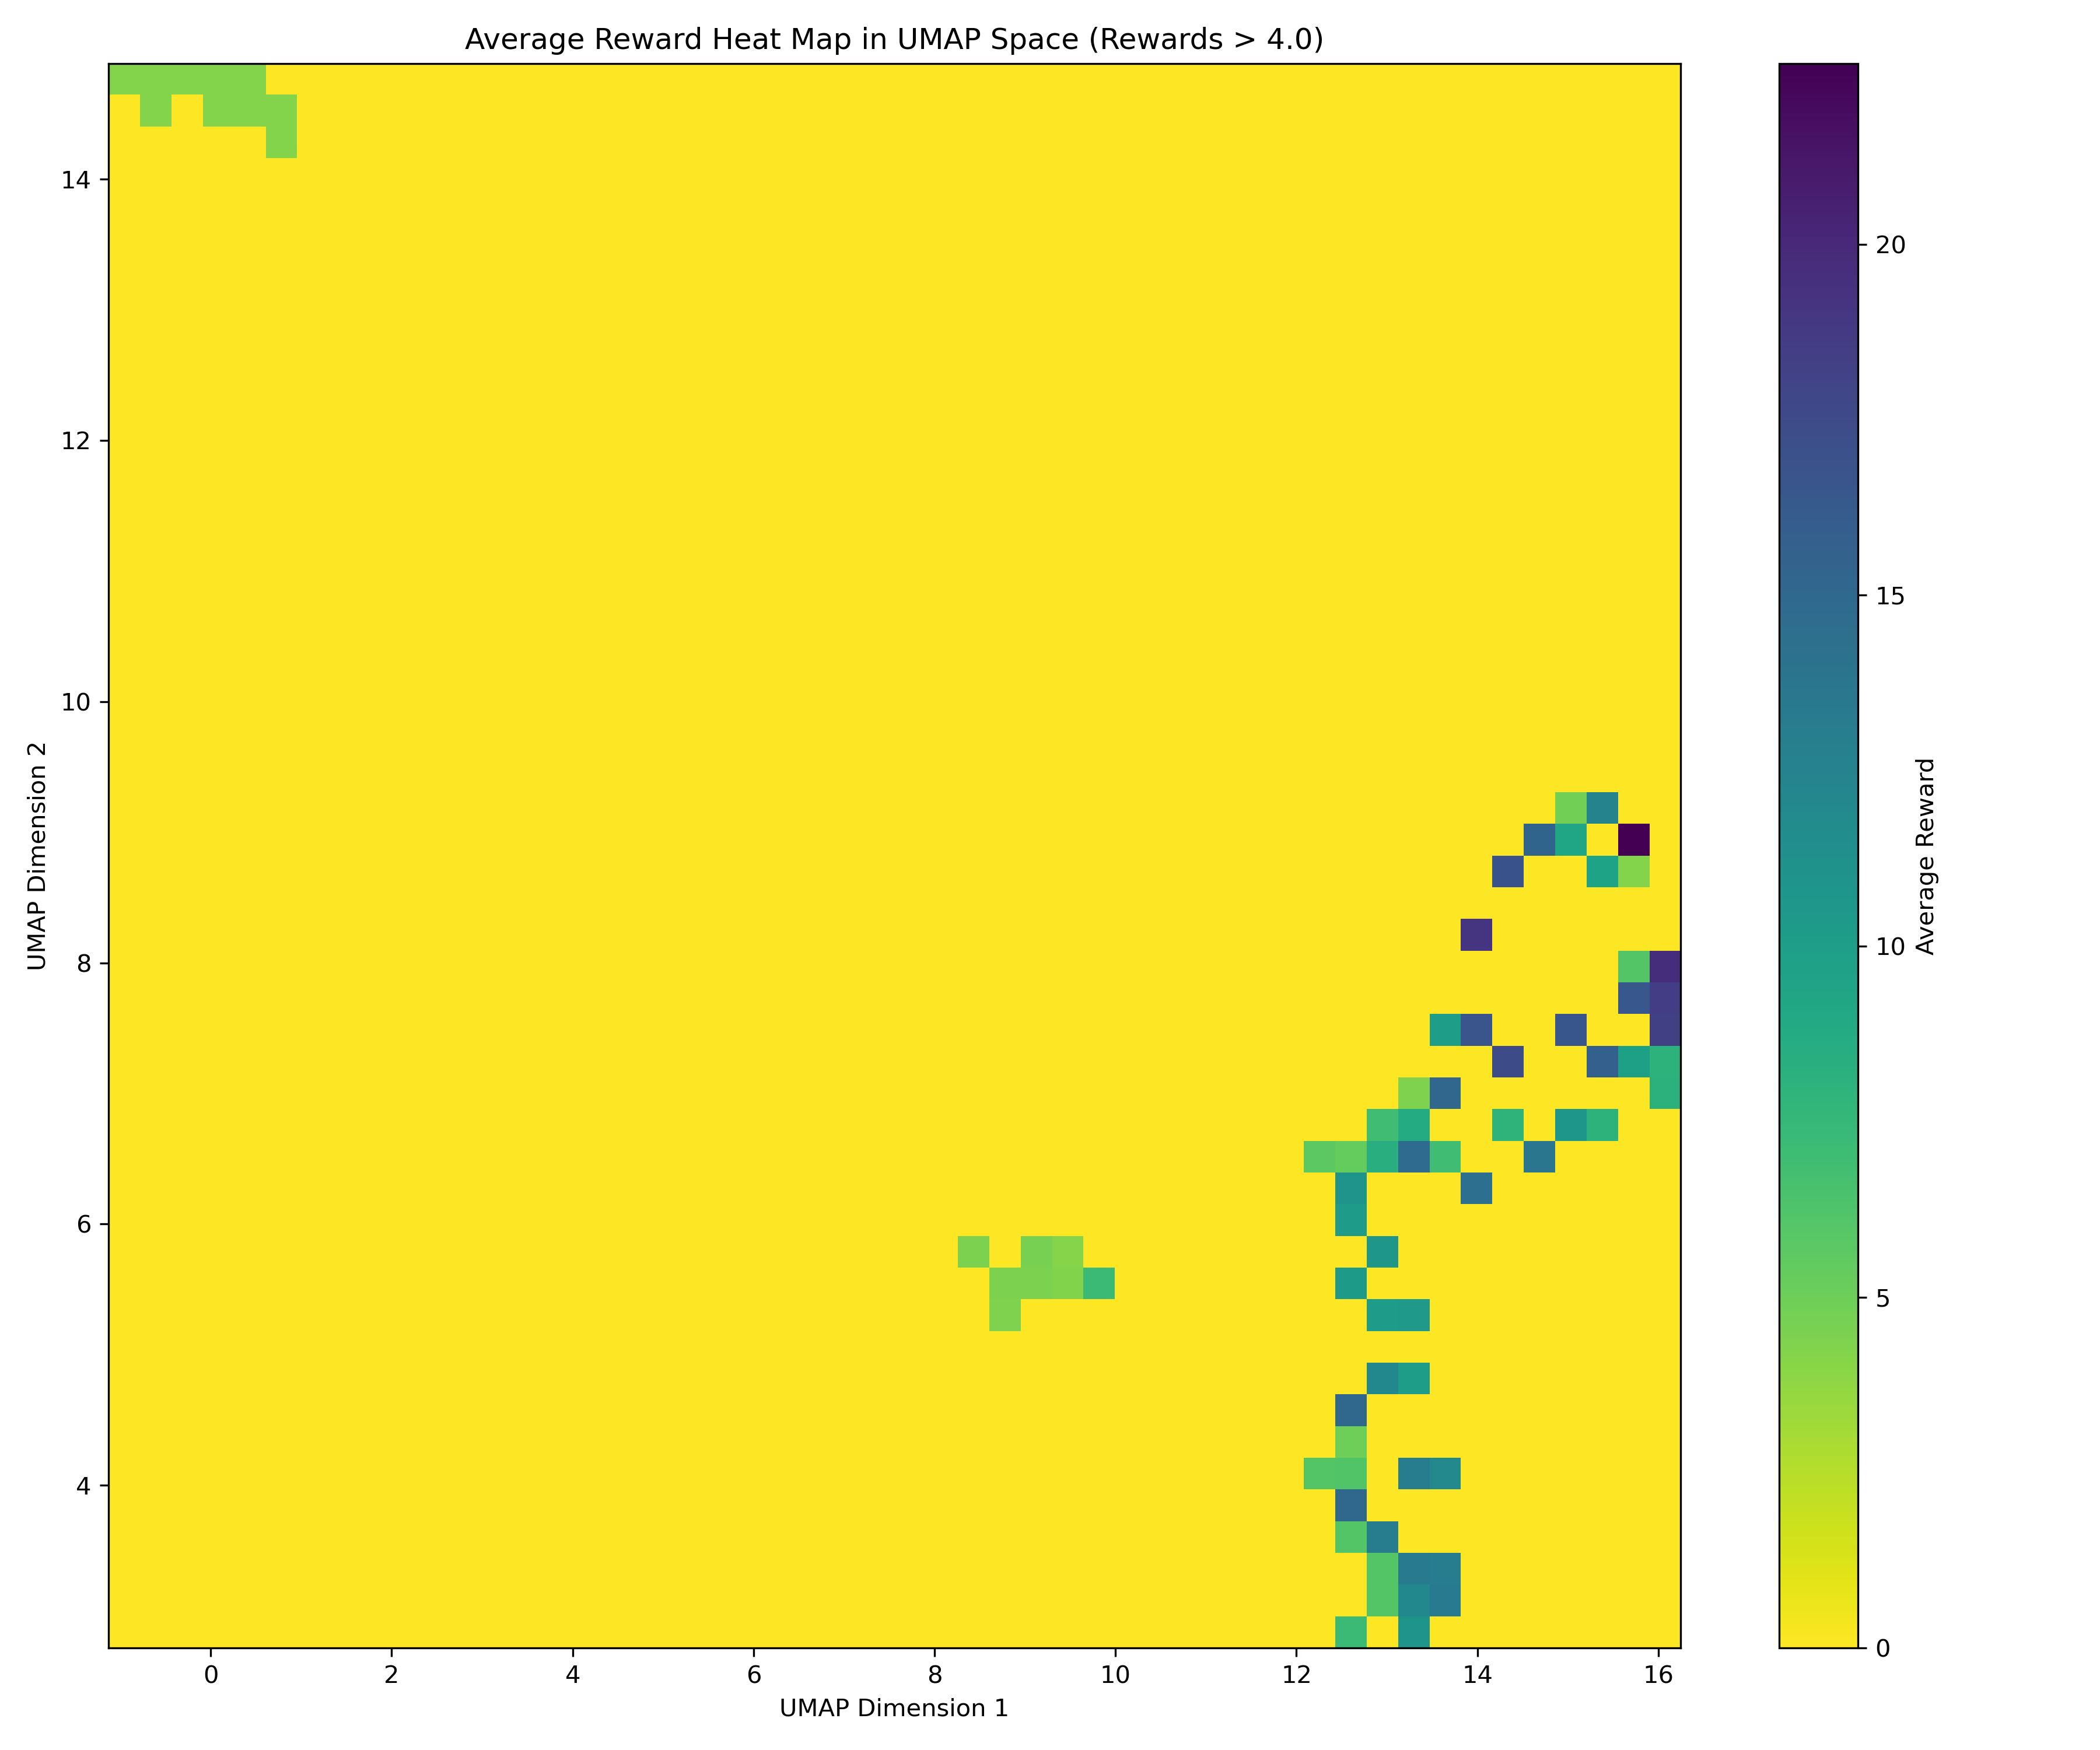 Average Reward Heat Map in UMAP Space (Rewards > 4.0)
UMAP Dimension 2
14
12
10
8
6
4
0 2 4 6 8 10 12 14 16
UMAP Dimension 1
20
15
10
5
0
Average Reward